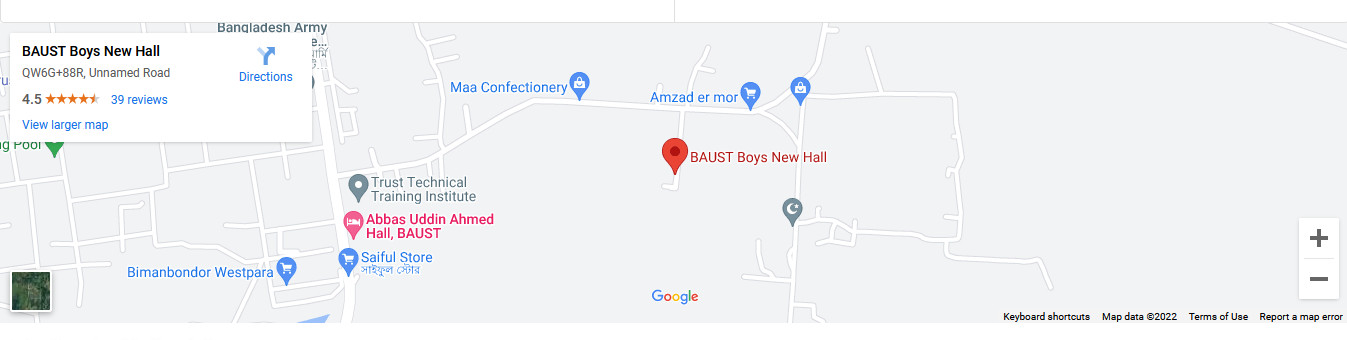 Bangladesh Army
e...
BAUST Boys New Hall
QW6G+88R, Unnamed Road
4.5
39 reviews
View larger map
Directions
ng Pool
Maa Confectionery
Amzad er mor
BAUST Boys New Hall
Trust Technical
Training Institute
Abbas Uddin Ahmed
Hall, BAUST
Saiful Store
সাইফুল স্টোর
Bimanbondor Westpara
Google
Keyboard shortcuts
Map data ©2022
Terms of Use
Report a map error